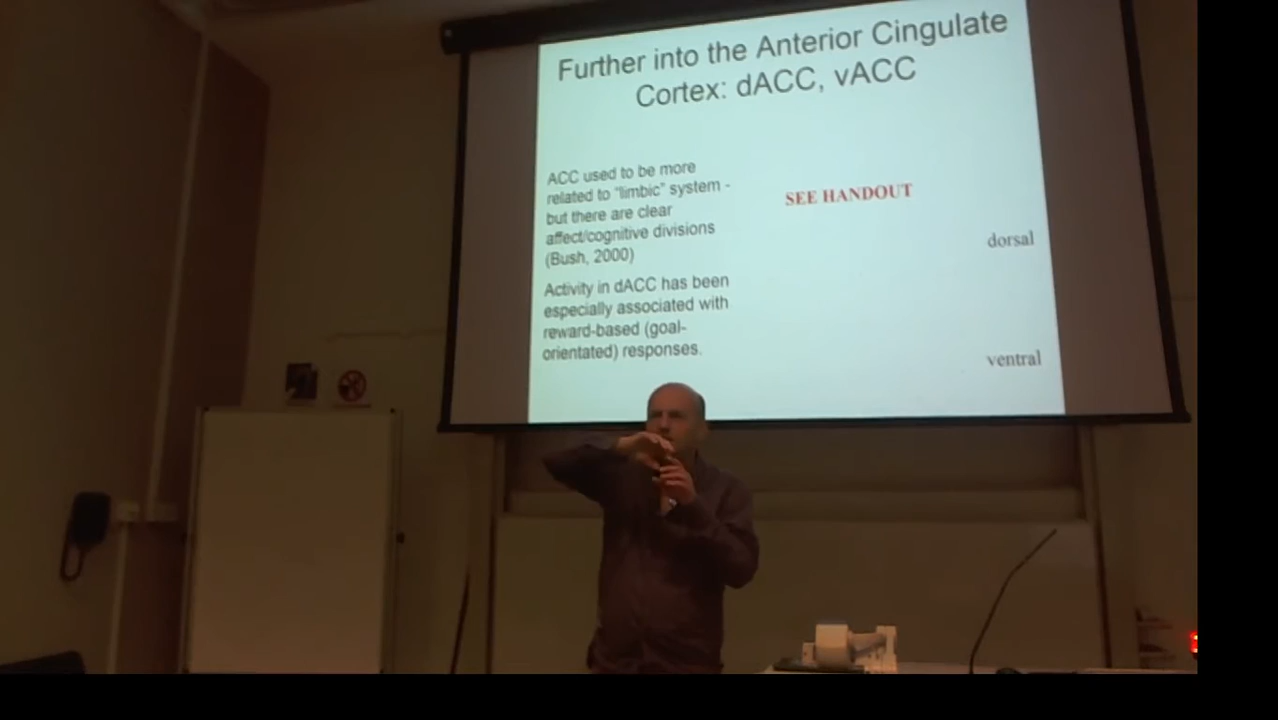 Further into the Anterior Cingulate
Cortex: dACC, vACC
ACC used to be more
related to "limbic" system -
but there are clear
affect/cognitive divisions
(Bush, 2000)
Activity in dACC has been
especially associated with
reward-based (goal-
orientated) responses.
SEE HANDOUT
dorsal
ventral